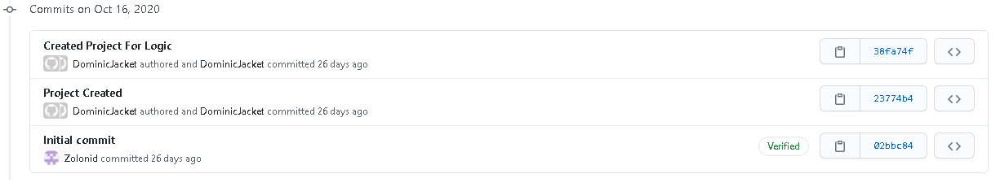 Commits on Oct 16, 2020
Created Project For Logic
DominicJacket authored and DominicJacket committed 26 days ago
38fa74f
Project Created
DominicJacket authored and DominicJacket committed 26 days ago
23774b4
Initial commit
Zolonid committed 26 days ago
Verified
02bbc84